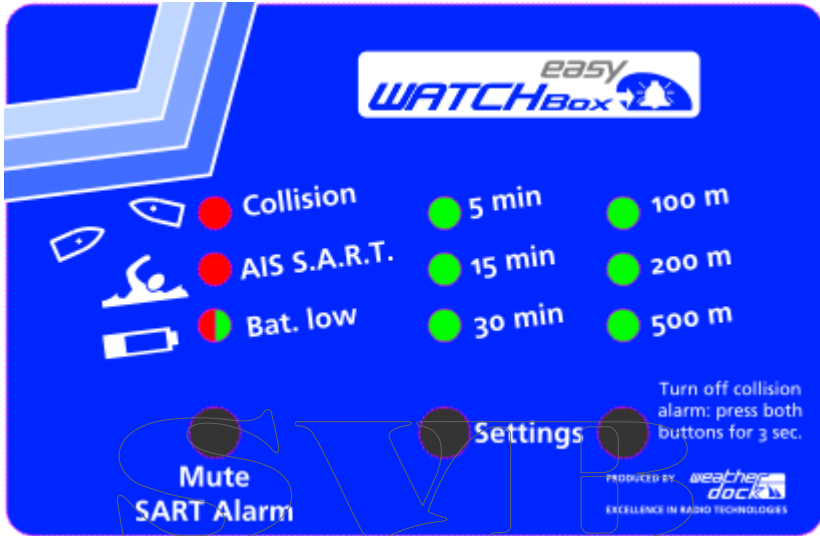 easy
WATCHBox
Collision
5 min
100 m
AIS S.A.R.T.
15 min
200 m
Bat. low
30 min
500 m
Turn off collision
alarm: press both
buttons for 3 sec.
Settings
Mute
SART Alarm
PRODUCED BY weather
dock
EXCELLENCE IN RADIO TECHNOLOGIES
SVB